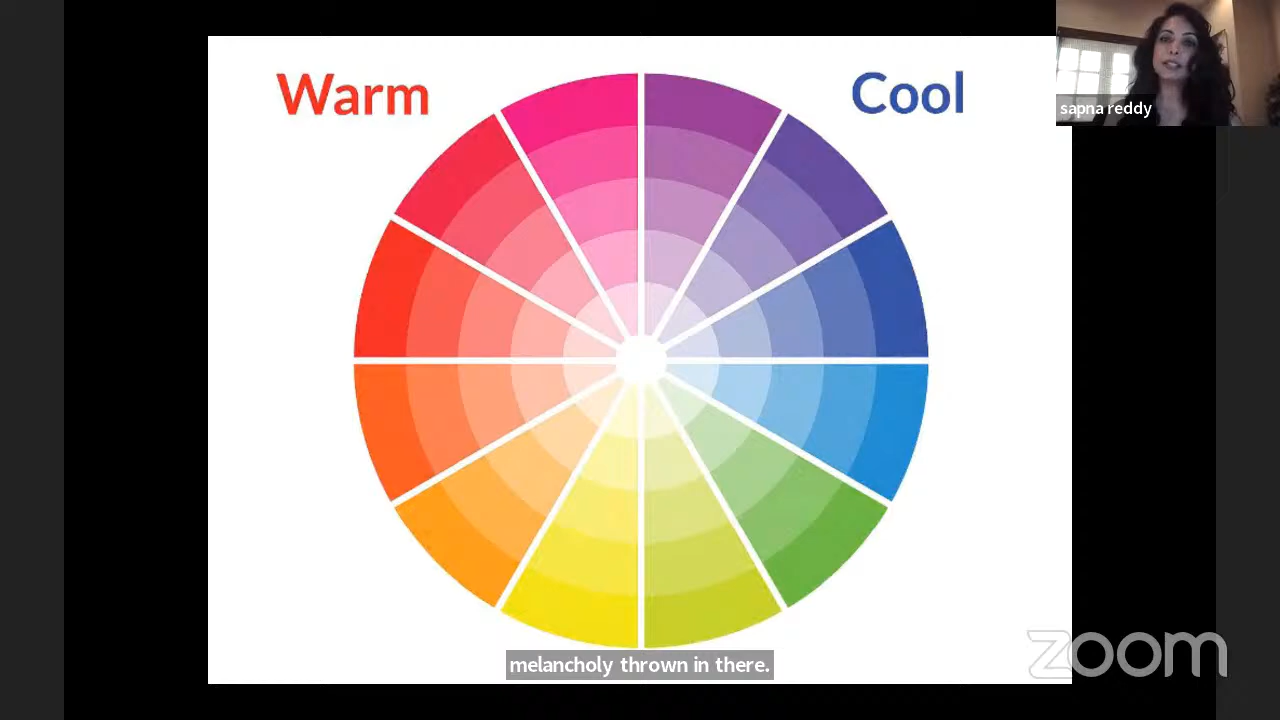 Warm
Cool
sapna reddy
melancholy thrown in there.
zoom